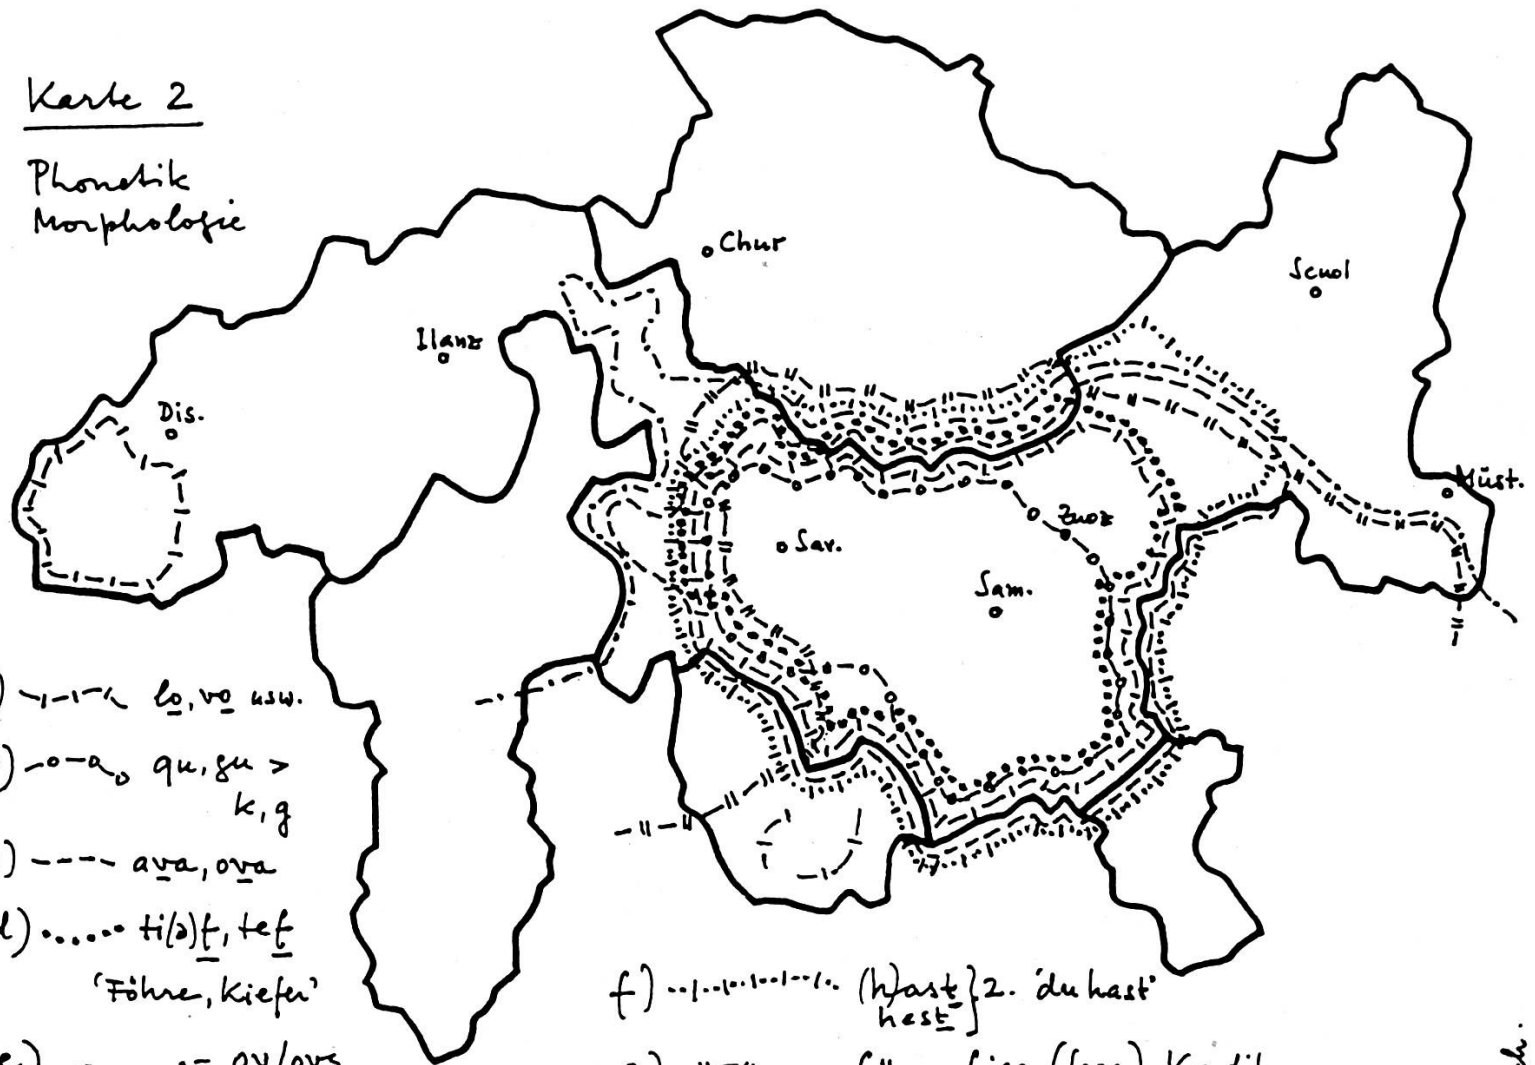 Karte 2
Phonetik
Morphologie
Chur
Scuol
Ilanz
Dis.
Müst.
Zuoz
Sav.
Sam.
) lo, vo usw.
) qu, gu >
k, g
) ava, ova
d) ti(ə)f, tef
'Föhre, Kiefer'
f) (h)ast } 2. 'du hast'
hest